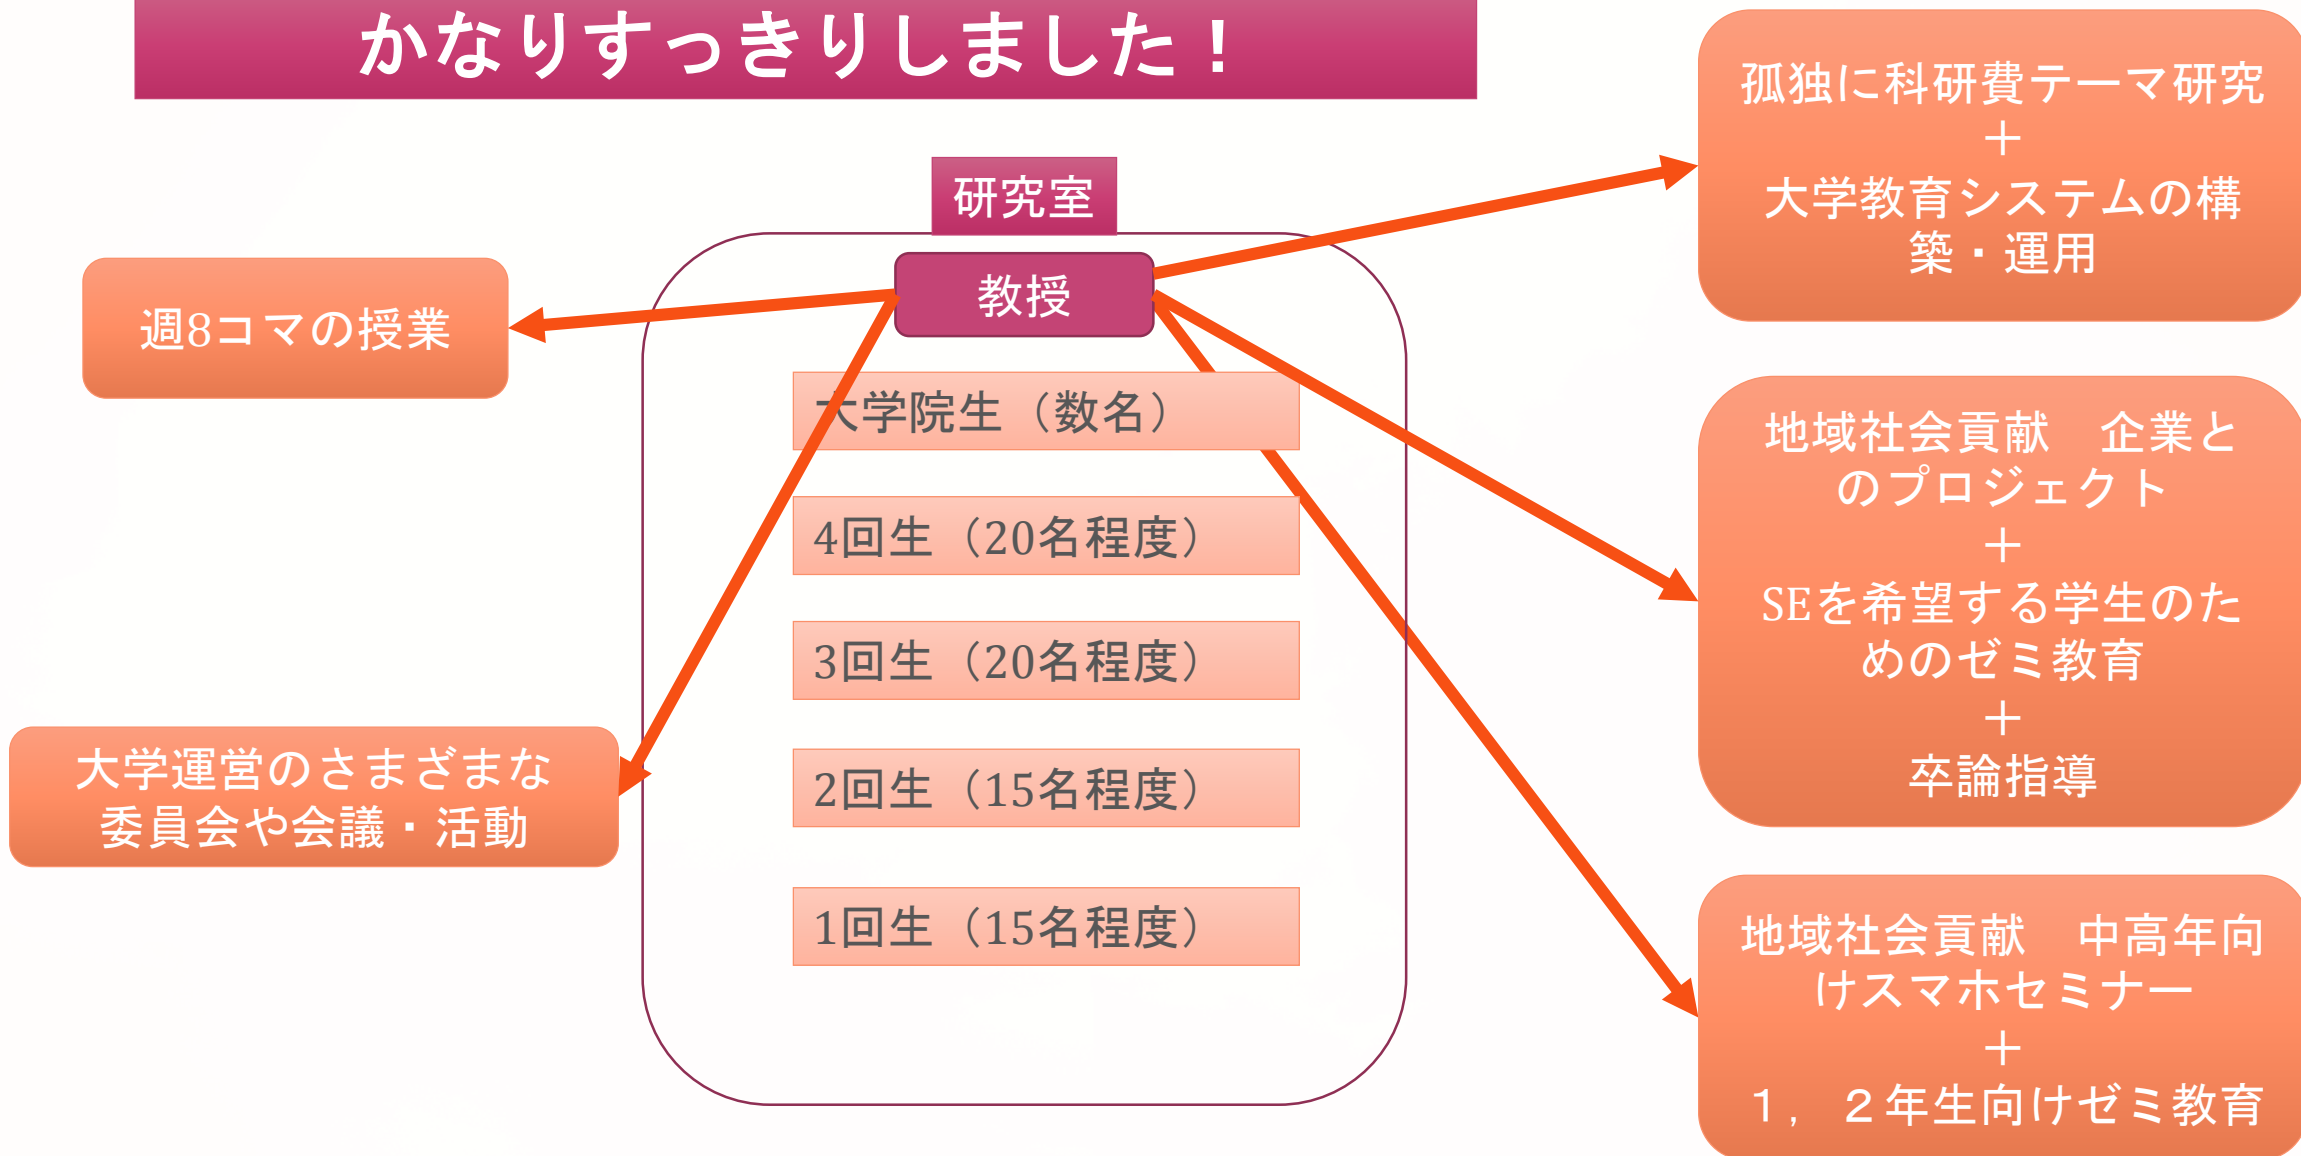 かなりすっきりしました！
研究室
教授
大学院生（数名）
4回生（20名程度）
3回生（20名程度）
2回生（15名程度）
1回生（15名程度）
週8コマの授業
大学運営のさまざまな
委員会や会議・活動
孤独に科研費テーマ研究
＋
大学教育システムの構
築・運用
地域社会貢献　企業と
のプロジェクト
＋
SEを希望する学生のた
めのゼミ教育
＋
卒論指導
地域社会貢献　中高年向
けスマホセミナー
＋
１，２年生向けゼミ教育